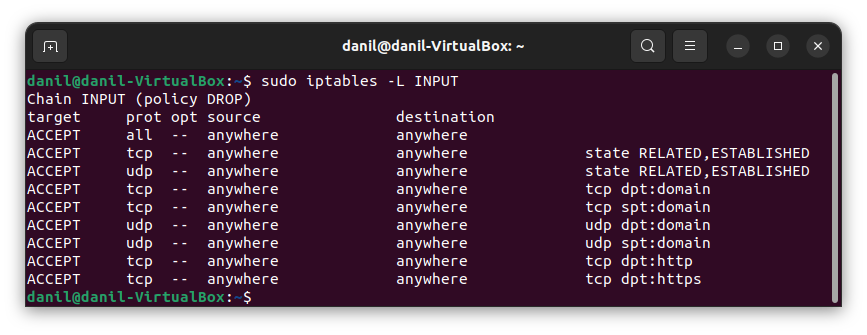 danil@danil-VirtualBox: ~
danil@danil-VirtualBox:~$ sudo iptables -L INPUT
Chain INPUT (policy DROP)
target     prot opt source               destination
ACCEPT     all  --  anywhere             anywhere
ACCEPT     tcp  --  anywhere             anywhere             state RELATED,ESTABLISHED
ACCEPT     udp  --  anywhere             anywhere             state RELATED,ESTABLISHED
ACCEPT     tcp  --  anywhere             anywhere             tcp dpt:domain
ACCEPT     tcp  --  anywhere             anywhere             tcp spt:domain
ACCEPT     udp  --  anywhere             anywhere             udp dpt:domain
ACCEPT     udp  --  anywhere             anywhere             udp spt:domain
ACCEPT     tcp  --  anywhere             anywhere             tcp dpt:http
ACCEPT     tcp  --  anywhere             anywhere             tcp dpt:https
danil@danil-VirtualBox:~$